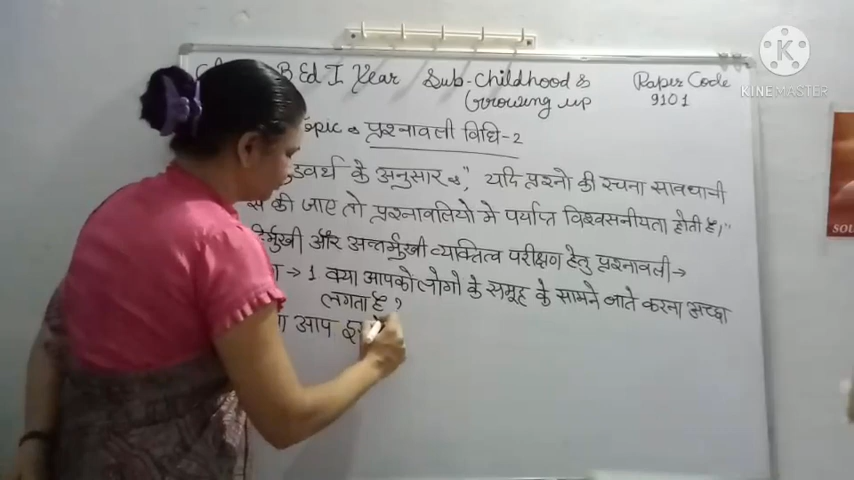 B Ed I Year Sub-Childhood & Paper Code
Growing up 9101
KINEMASTER
प्रश्नावली विधि-2
के अनुसार यदि प्रश्नो की रचना सावधानी
से की जाए तो प्रश्नावलियो मे पर्याप्त विश्वसनीयता होती है।"
और अन्तर्मुखी व्यक्तित्व परीक्षण हेतु प्रश्नावली→
→ 1 क्या आपको लोगो के समूह के सामने बाते करना अच्छा
लगता है ?
आप
SOU